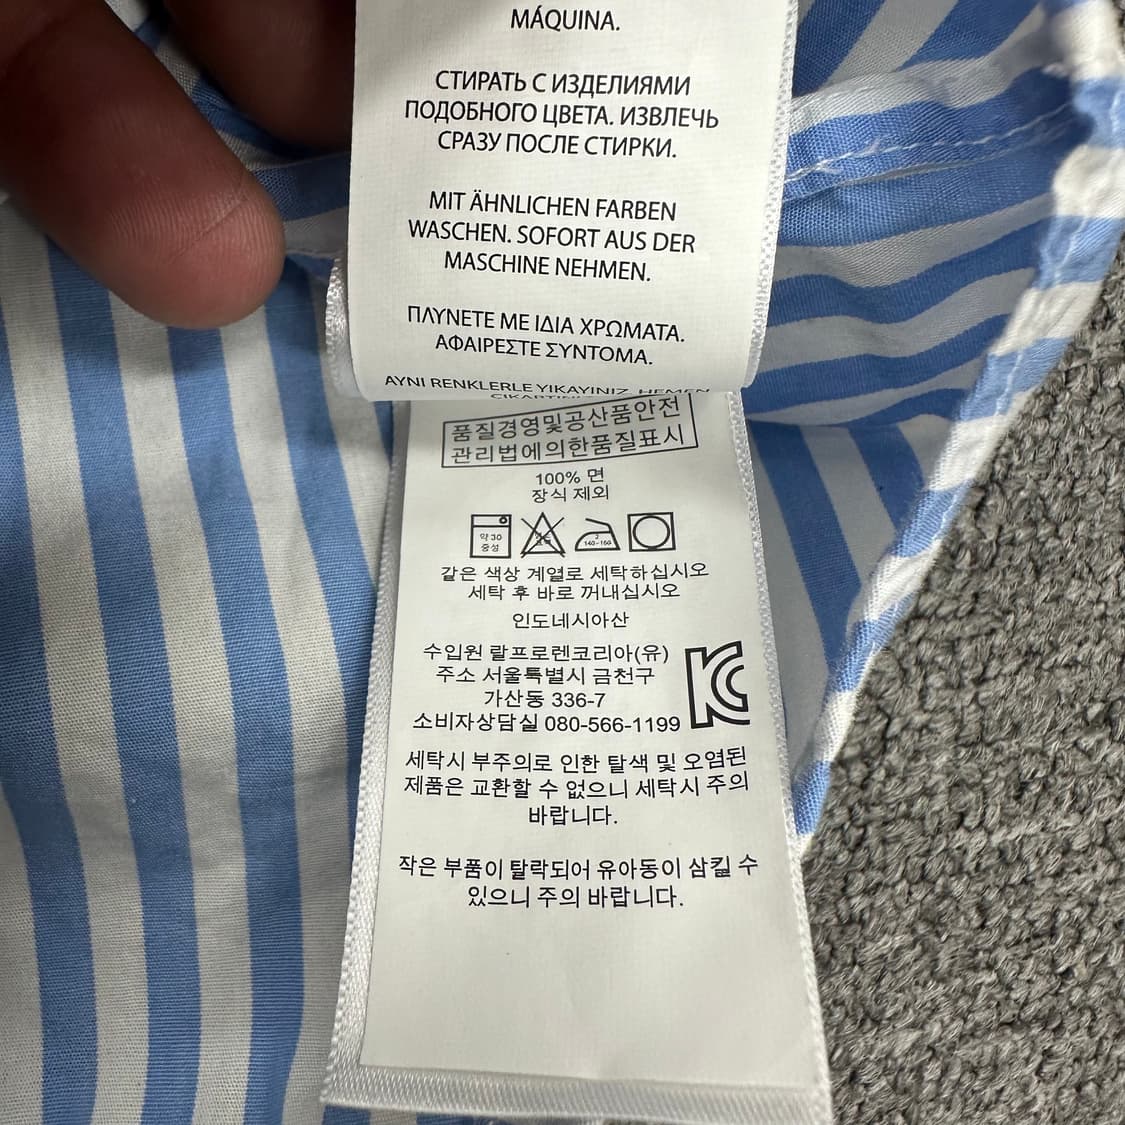 MÁQUINA.
СТИРАТЬ С ИЗДЕЛИЯМИ
ПОДОБНОГО ЦВЕТА. ИЗВЛЕЧЬ
СРАЗУ ПОСЛЕ СТИРКИ.
MIT ÄHNLICHEN FARBEN
WASCHEN. SOFORT AUS DER
MASCHINE NEHMEN.
ΠΛΥΝΕΤΕ ΜΕ ΙΔΙΑ ΧΡΩΜΑΤΑ.
ΑΦΑΙΡΕΣΤΕ ΣΥΝΤΟΜΑ.
AYNI RENKLERLE YIKAYINIZ. HEMEN
품질경영및공산품안전
관리법에의한품질표시
100% 면
장식 제외
약 30
중성
2
140~160
같은 색상 계열로 세탁하십시오
세탁 후 바로 꺼내십시오
인도네시아산
수입원 랄프로렌코리아(유)
주소 서울특별시 금천구
가산동 336-7
소비자상담실 080-566-1199
세탁시 부주의로 인한 탈색 및 오염된
제품은 교환할 수 없으니 세탁시 주의
바랍니다.
작은 부품이 탈락되어 유아동이 삼킬 수
있으니 주의 바랍니다.